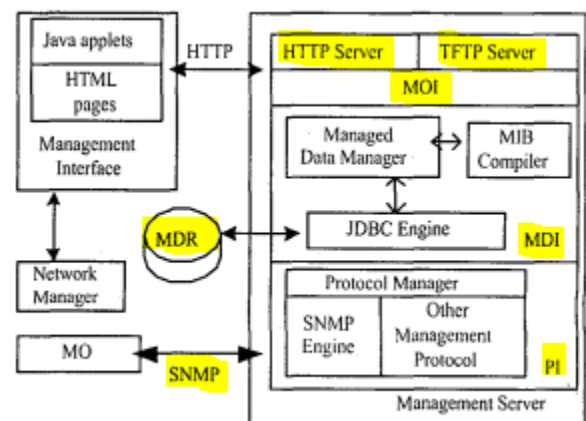 Java applets
HTML
pages
Management
Interface
HTTP
HTTP Server
TFTP Server
MOI
Managed
Data Manager
MIB
Compiler
JDBC Engine
MDI
MDR
Network
Manager
Protocol Manager
SNMP
Engine
Other
Management
Protocol
PI
MO
SNMP
Management Server